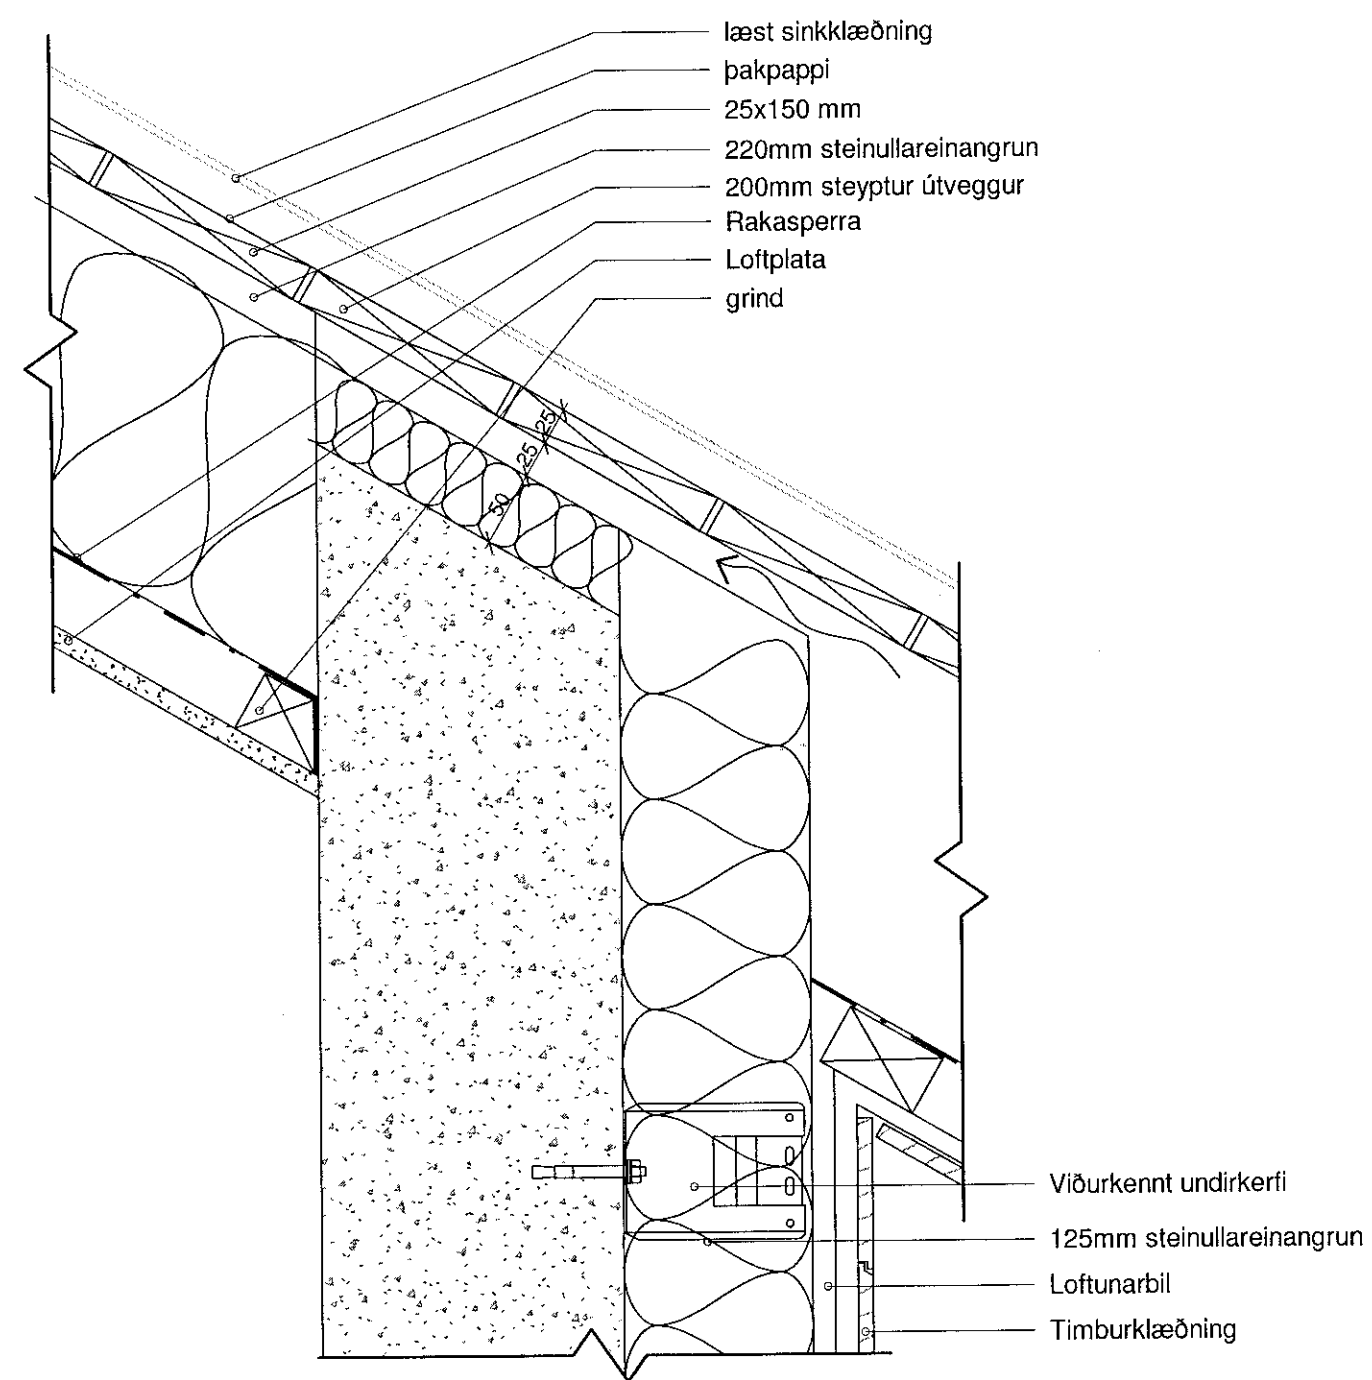 læst sinkklæðning
þakpappi
25x150 mm
220mm steinullareinangrun
200mm steyptur útveggur
Rakasperra
Loftplata
grind
25
25
50
Viðurkennt undirkerfi
125mm steinullareinangrun
Loftunarbil
Timburklæðning